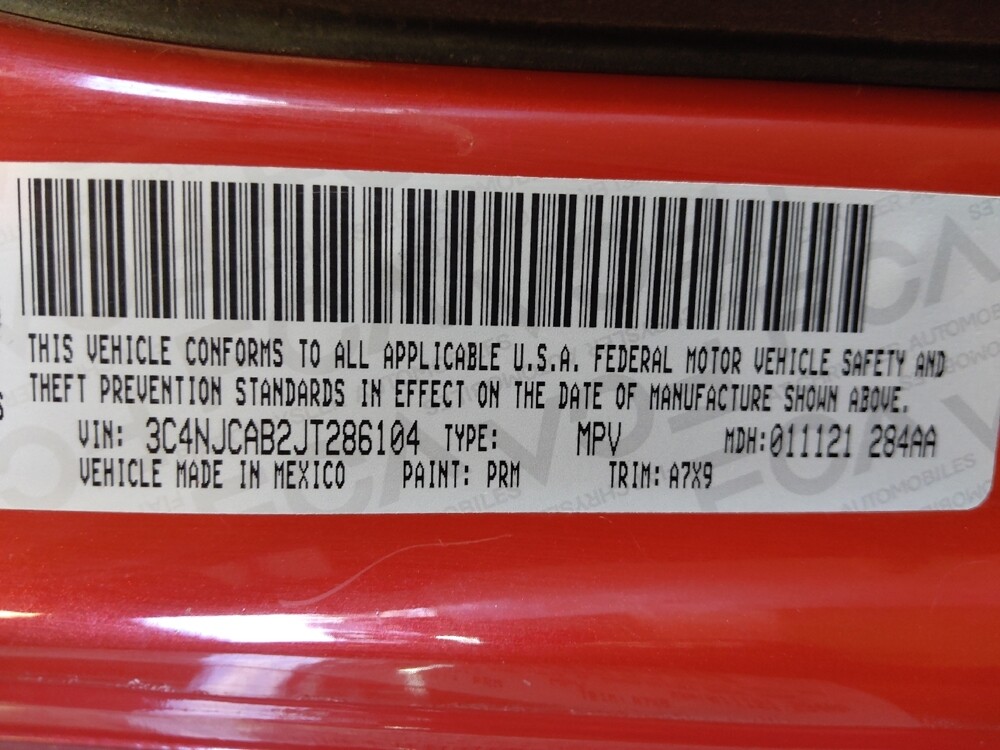 THIS VEHICLE CONFORMS TO ALL APPLICABLE U.S.A. FEDERAL MOTOR VEHICLE SAFETY AND
THEFT PREVENTION STANDARDS IN EFFECT ON THE DATE OF MANUFACTURE SHOWN ABOVE.
VIN: 3C4NJCAB2JT286104 TYPE: MPV MDH:011121 284AA
VEHICLE MADE IN MEXICO PAINT: PRM TRIM: A7X9